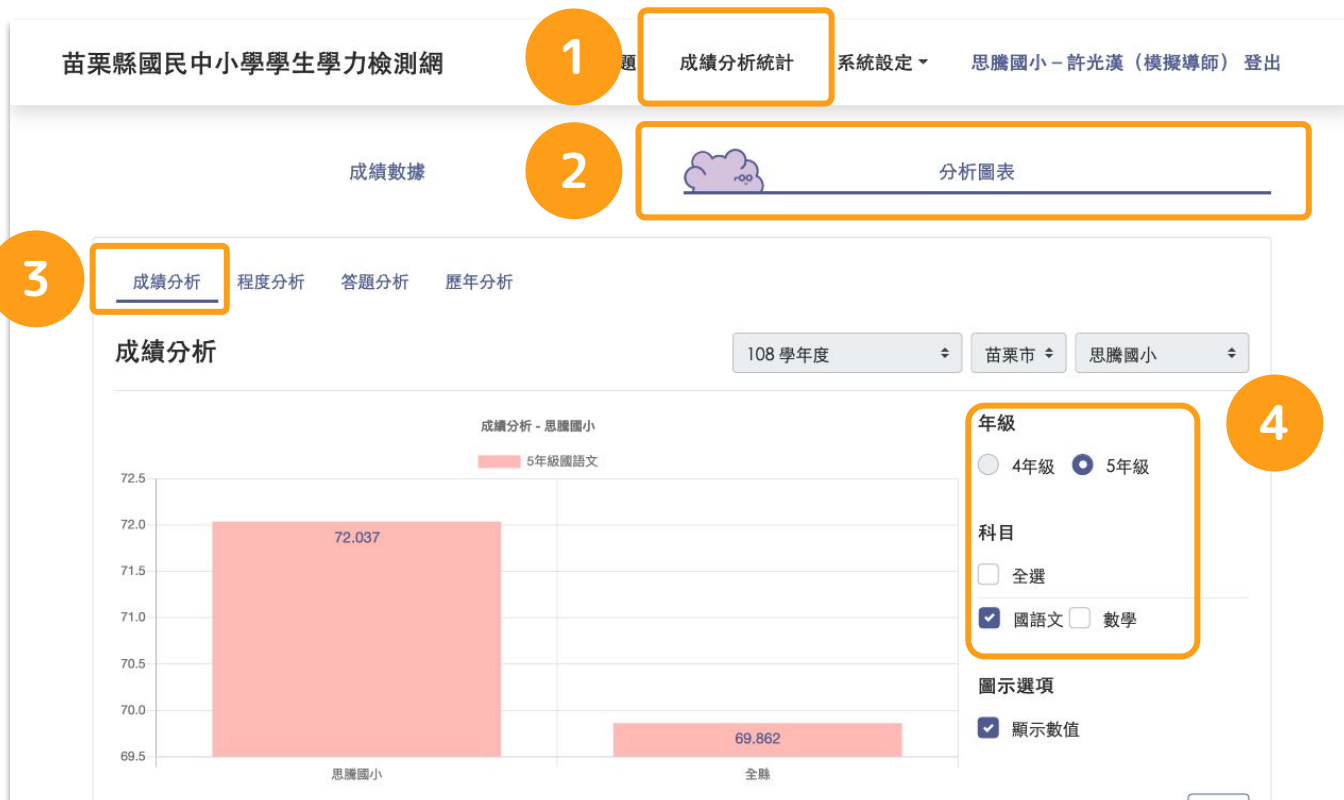 苗栗縣國民中小學學生學力檢測網
1
題
成績分析統計
系統設定
思騰國小 – 許光漢（模擬導師） 登出
成績數據
2
分析圖表
3
成績分析
程度分析
答題分析
歷年分析
成績分析
108 學年度
苗栗市
思騰國小
成績分析 - 思騰國小
5年級國語文
72.5
72.0
71.5
71.0
70.5
70.0
69.5
72.037
69.862
思騰國小
全縣
4
年級
4年級
5年級
科目
全選
國語文
數學
圖示選項
顯示數值